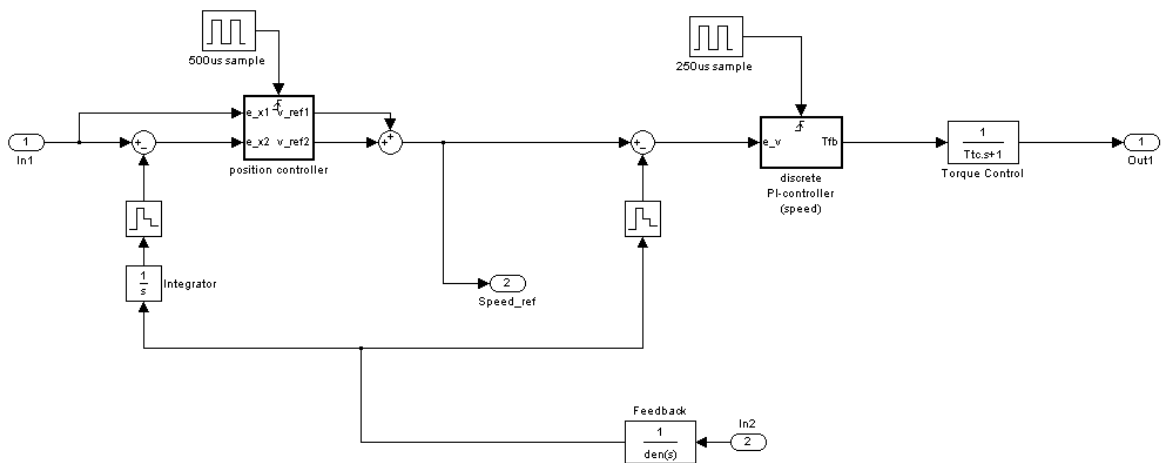 500us sample
250us sample
e_x1 v_ref1
e_x2 v_ref2
position controller
1
In1
+
-
+
+
+
-
e_v Tfb
discrete
PI-controller
(speed)
1
Ttc.s+1
Torque Control
1
Out1
1
s
Integrator
2
Speed_ref
Feedback
1
den(s)
In2
2